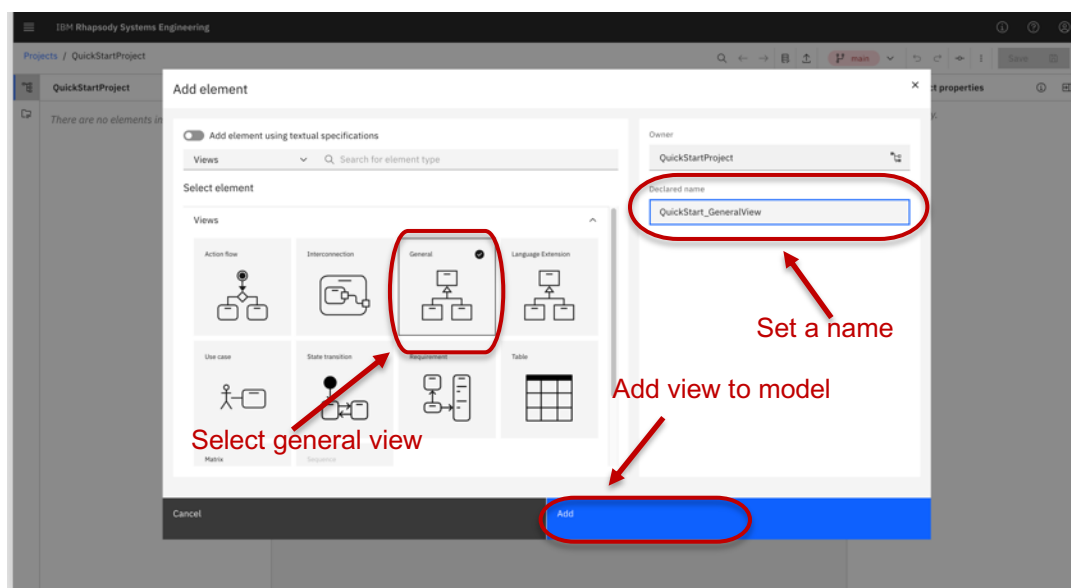 IBM Rhapsody Systems Engineering
Projects / QuickStartProject
main
Save
QuickStartProject
Add element
properties
There are no elements in
Add element using textual specifications
Views
Search for element type
Select element
Views
Action flow
Interconnection
General
Language Extension
Use case
State transition
Requirement
Table
Matrix
Sequence
Owner
QuickStartProject
Declared name
QuickStart_GeneralView
Set a name
Add view to model
Select general view
Cancel
Add